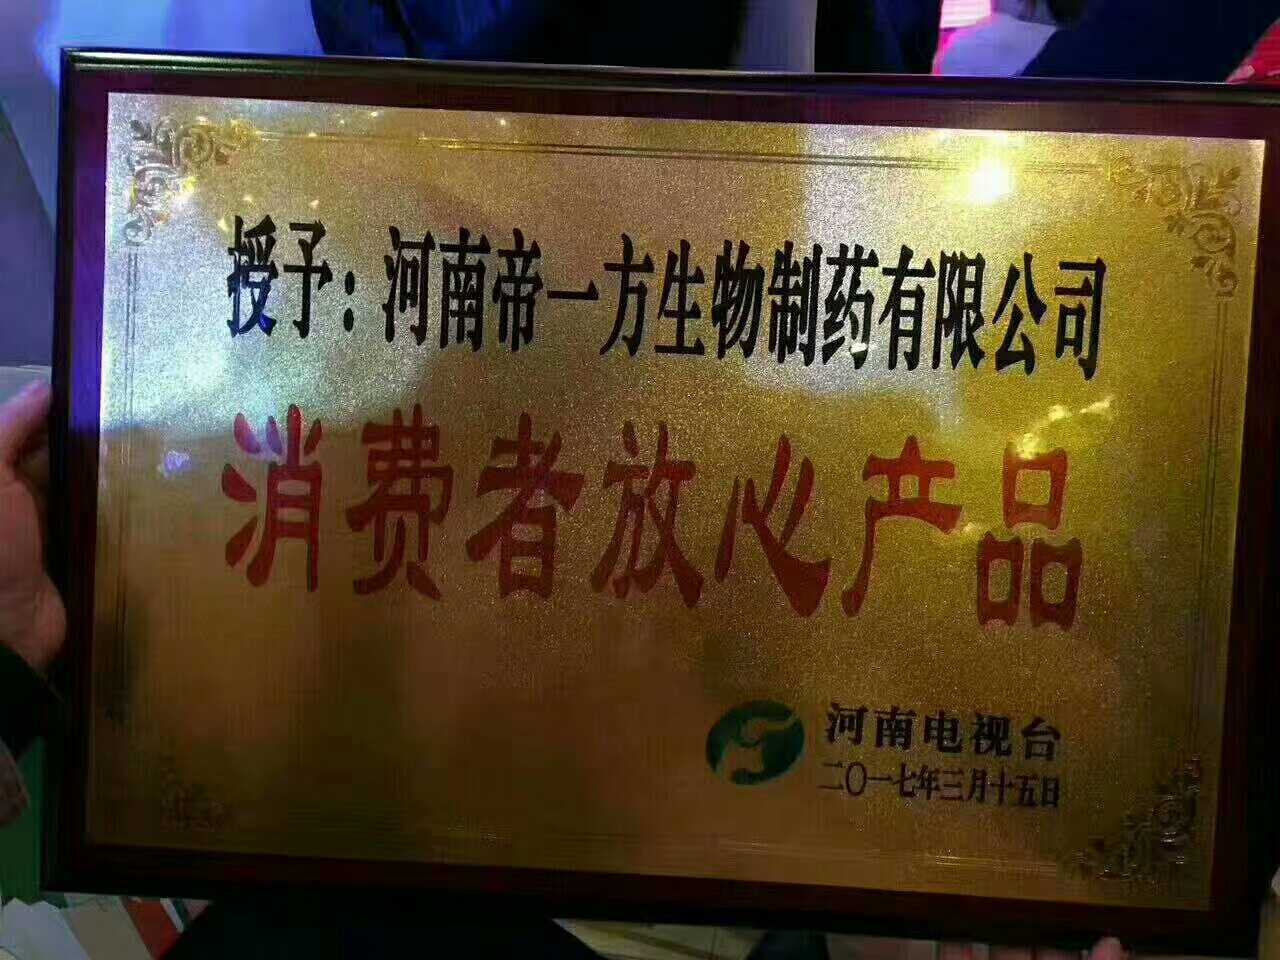 授予:河南帝一方生物制药有限公司
消费者放心产品
河南电视台
二〇一七年三月十五日